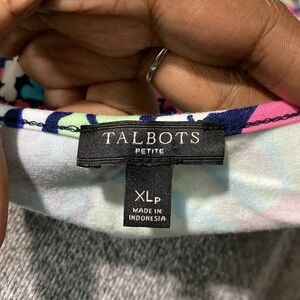 TALBOTS
PETITE
XLP
MADE IN
INDONESIA